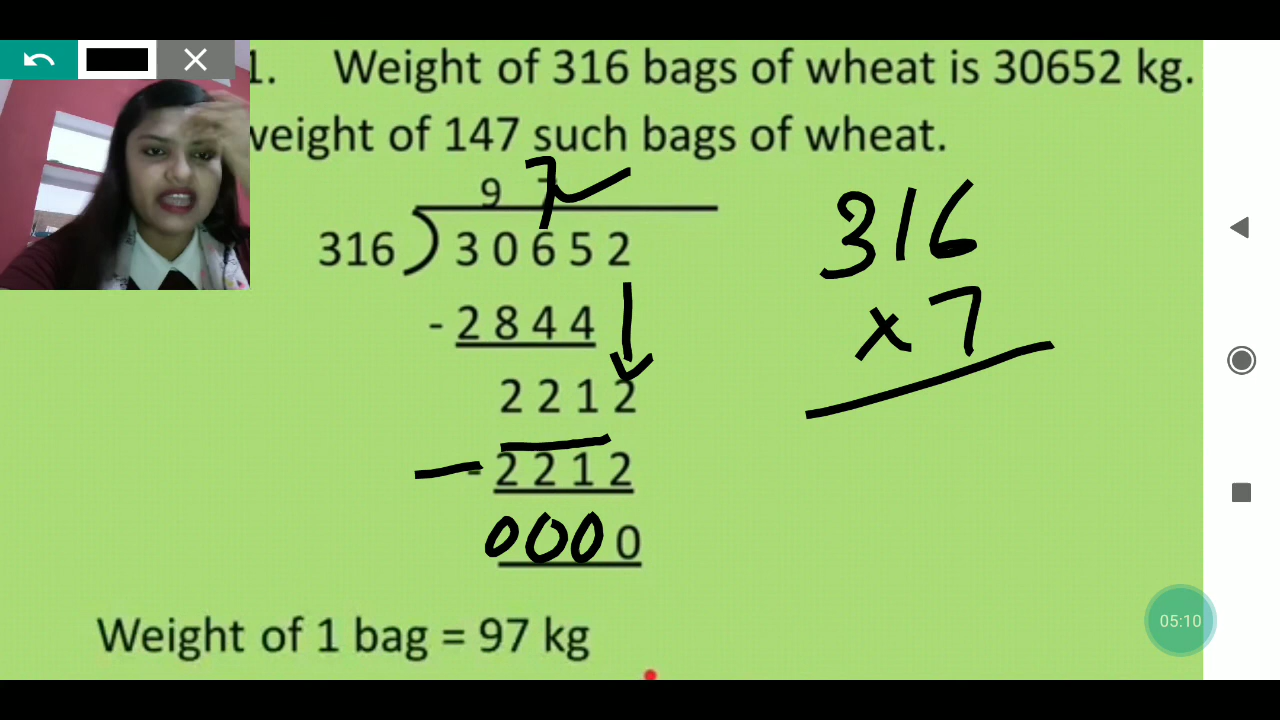 1. Weight of 316 bags of wheat is 30652 kg.
weight of 147 such bags of wheat.
9 7 7
316 ) 3 0 6 5 2
- 2 8 4 4
2 2 1 2
- - 2 2 1 2
0 0 0 0
316
x 7
Weight of 1 bag = 97 kg
05:10